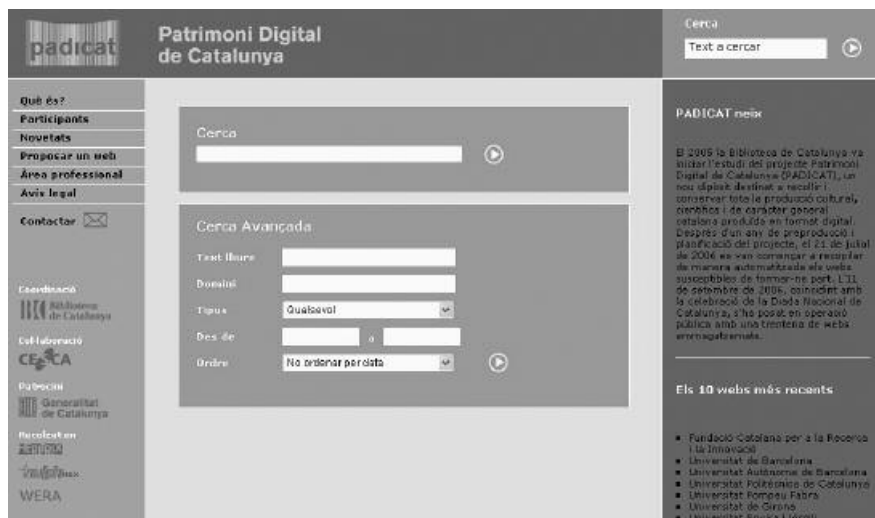 padicat
Patrimoni Digital
de Catalunya
Cerca
Text a cercar
Què és?
Participants
Novetats
Proposar un web
Àrea professional
Avís legal
Contactar
Coordinació
Biblioteca
de Catalunya
Col·laboració
CESCA
Patrocini
Generalitat
de Catalunya
Recolzat en
WERA
Cerca
Cerca Avançada
Text lliure
Domini
Tipus
Qualsevol
Des de
a
Ordre
No ordenar per data
PADICAT neix
El 2005 la Biblioteca de Catalunya va
iniciar l'estudi del projecte Patrimoni
Digital de Catalunya (PADICAT), un
nou dipòsit destinat a recollir i
conservar tota la producció cultural,
científica i de caràcter general
catalana produïda en format digital.
Després d'un any de preproducció i
planificació del projecte, el 21 de juliol
de 2006 es van començar a recopilar
de manera automatitzada els webs
susceptibles de formar-ne part. L'11
de setembre de 2006, coincidint amb
la celebració de la Diada Nacional de
Catalunya, s'ha posat en operació
pública amb una trentena de webs
emmagatzemats.
Els 10 webs més recents
Fundació Catalana per a la Recerca
i la Innovació
Universitat de Barcelona
Universitat Autònoma de Barcelona
Universitat Politècnica de Catalunya
Universitat Pompeu Fabra
Universitat de Girona